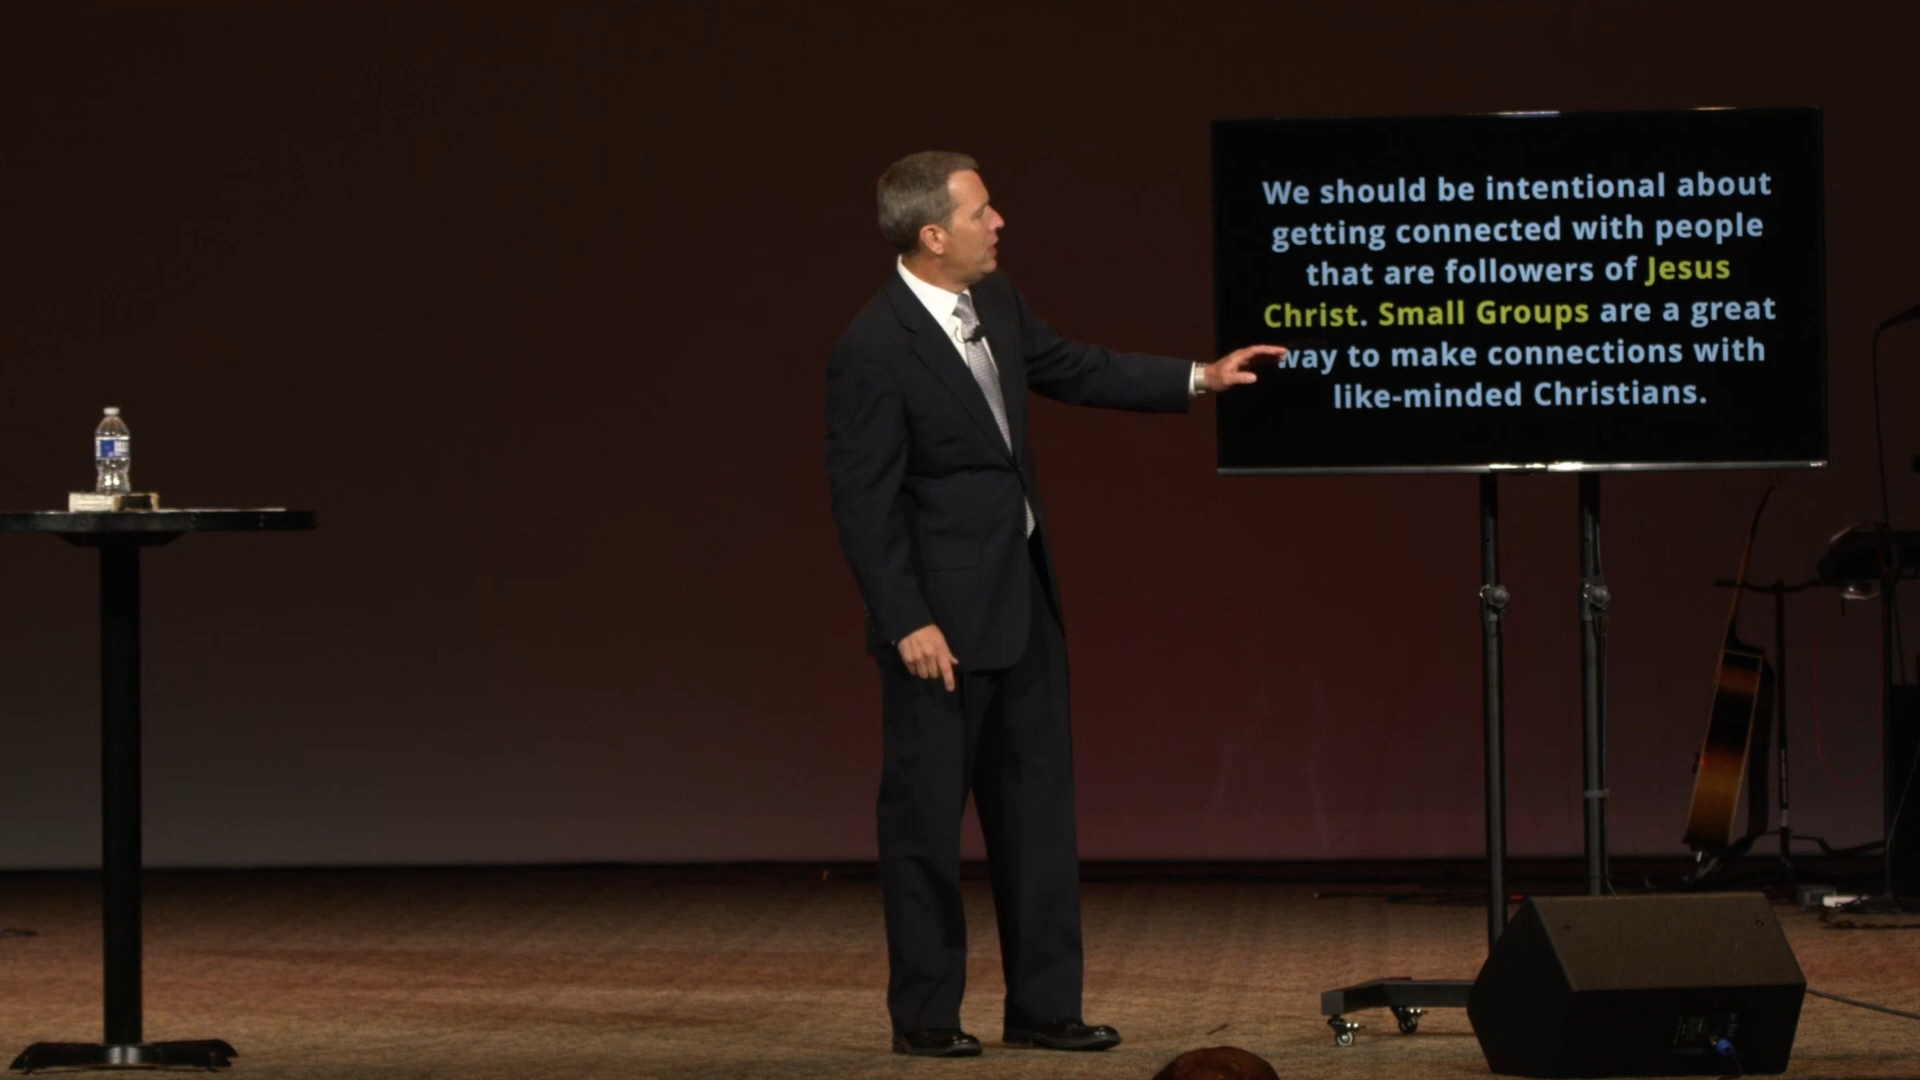 We should be intentional about
getting connected with people
that are followers of Jesus
Christ. Small Groups are a great
way to make connections with
like-minded Christians.